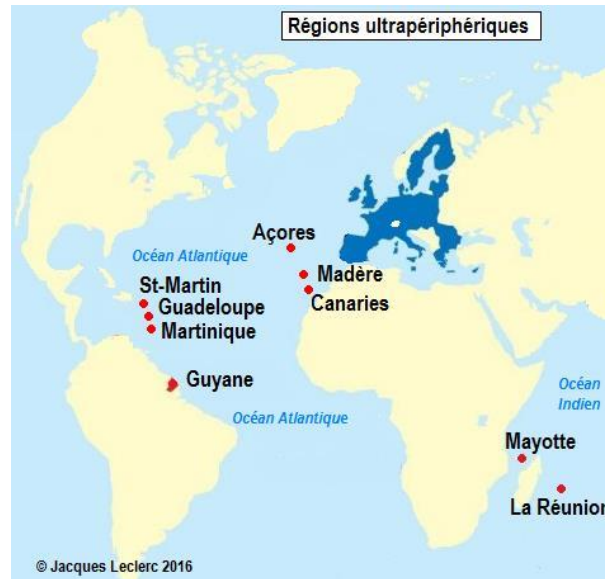 Régions ultrapériphériques
Açores
Océan Atlantique
Madère
St-Martin
Canaries
Guadeloupe
Martinique
Guyane
Océan
Indien
Océan Atlantique
Mayotte
La Réunion
© Jacques Leclerc 2016